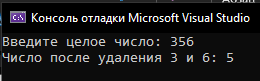 Консоль отладки Microsoft Visual Studio
Введите целое число: 356
Число после удаления 3 и 6: 5